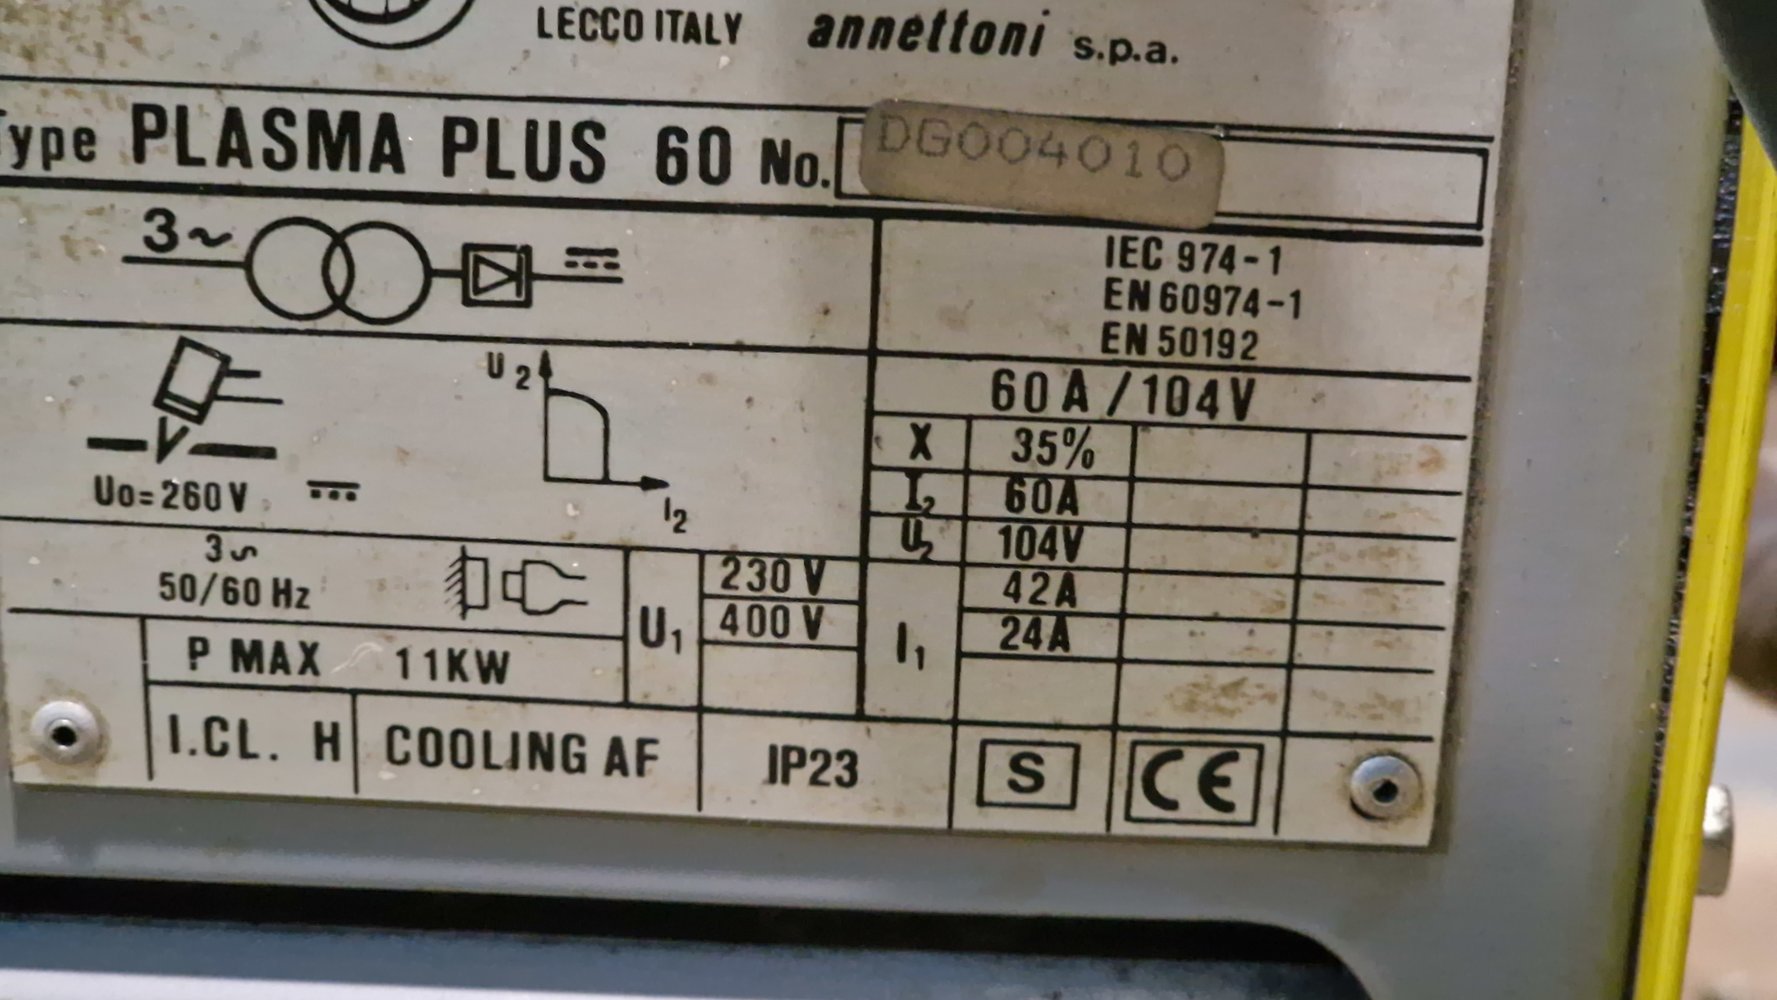 LECCO ITALY annettoni s.p.a.
Type PLASMA PLUS 60 No. DG004010
3~
IEC 974-1
EN 60974-1
EN 50192
60A/104V
U2
I2
Uo=260V
X 35%
I2 60A
U2 104V
3~
50/60 Hz
U1 230V
400V
I1 42A
24A
P MAX 11KW
I.CL. H COOLING AF IP23 S CE